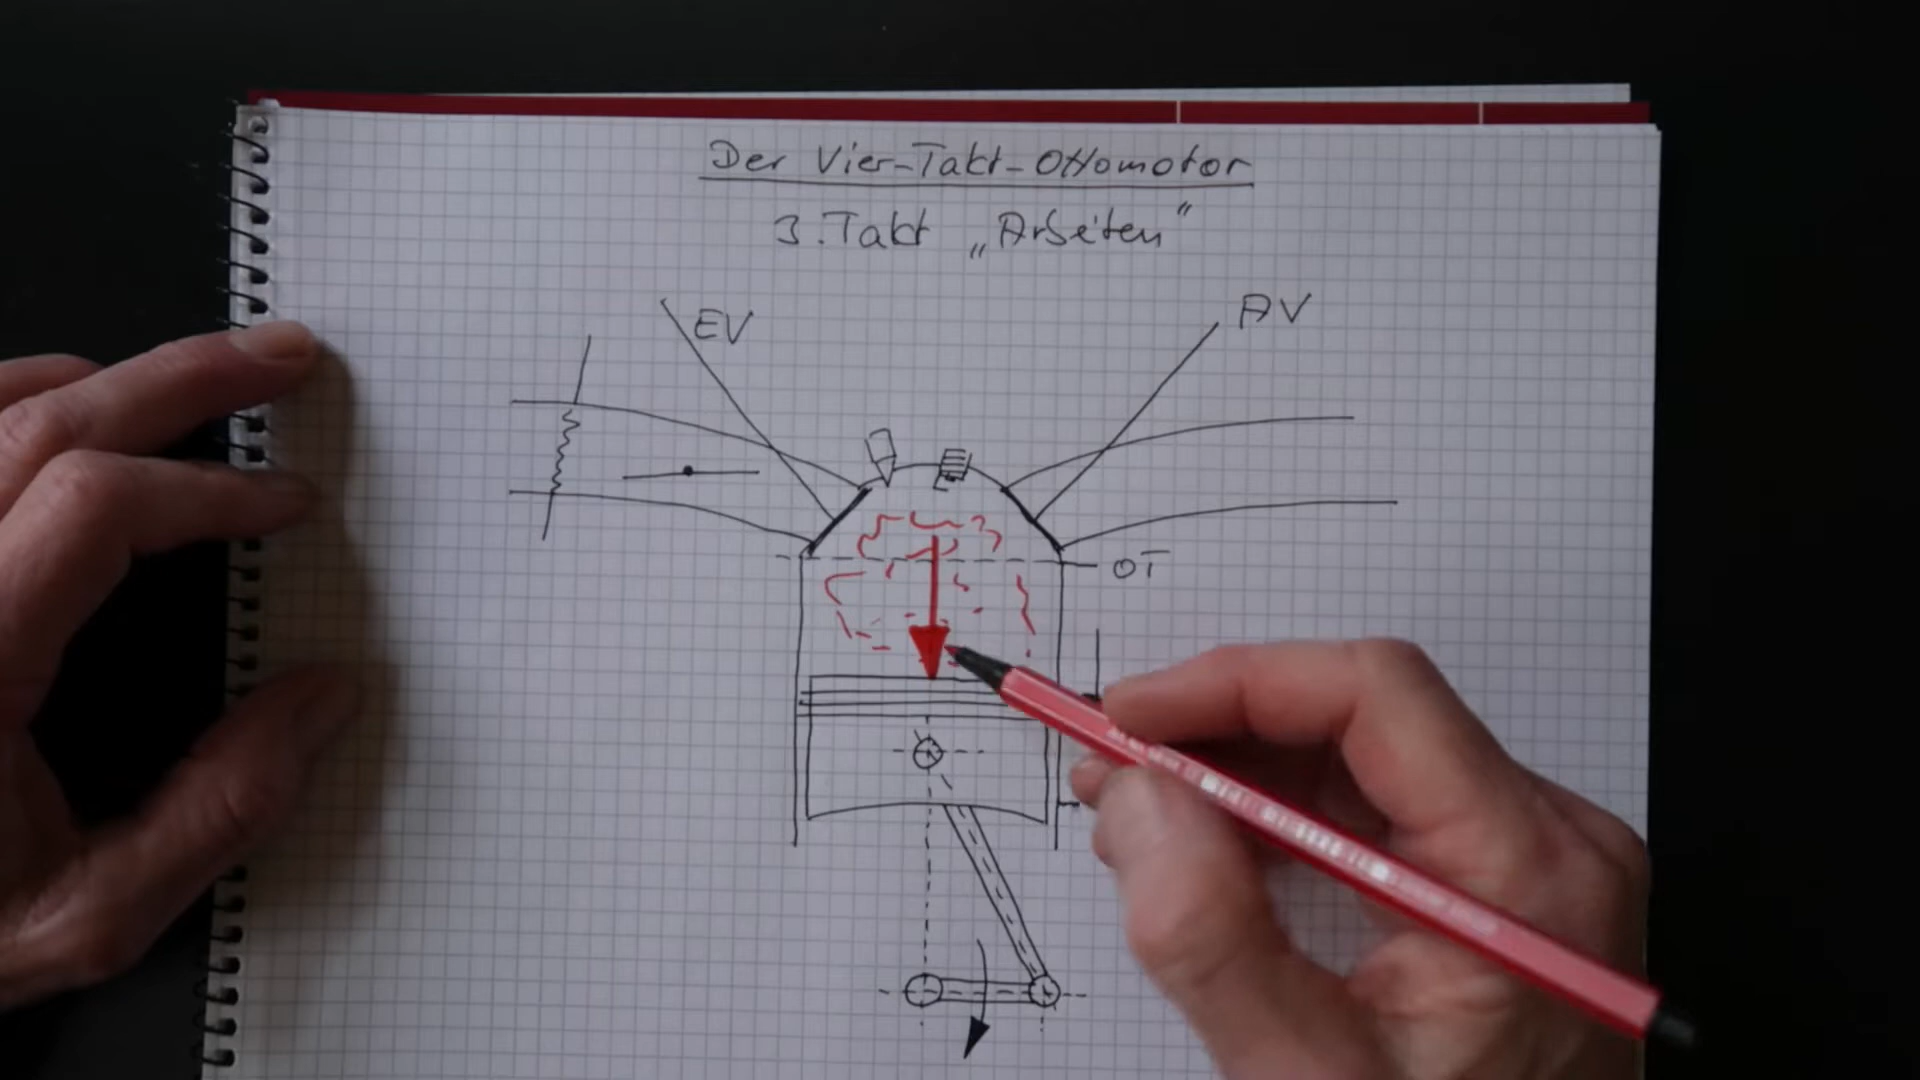 Der Vier-Takt-Ottomotor
3. Takt „Arbeiten“
EV
AV
OT